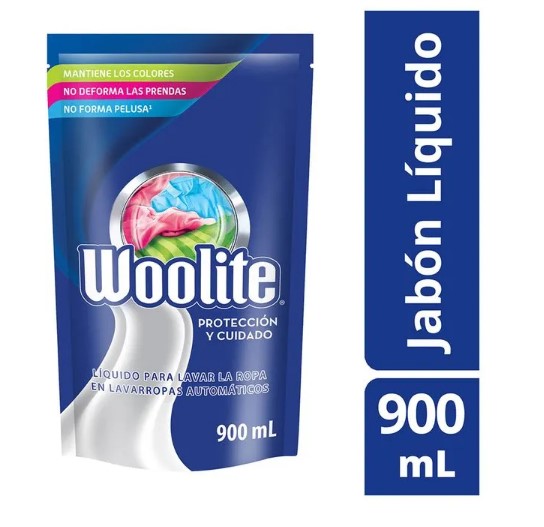 MANTIENE LOS COLORES
NO DEFORMA LAS PRENDAS
NO FORMA PELUSA¹
Woolite®
PROTECCIÓN
Y CUIDADO
LÍQUIDO PARA LAVAR LA ROPA
EN LAVARROPAS AUTOMÁTICOS
900 mL
Jabón Líquido
900
mL